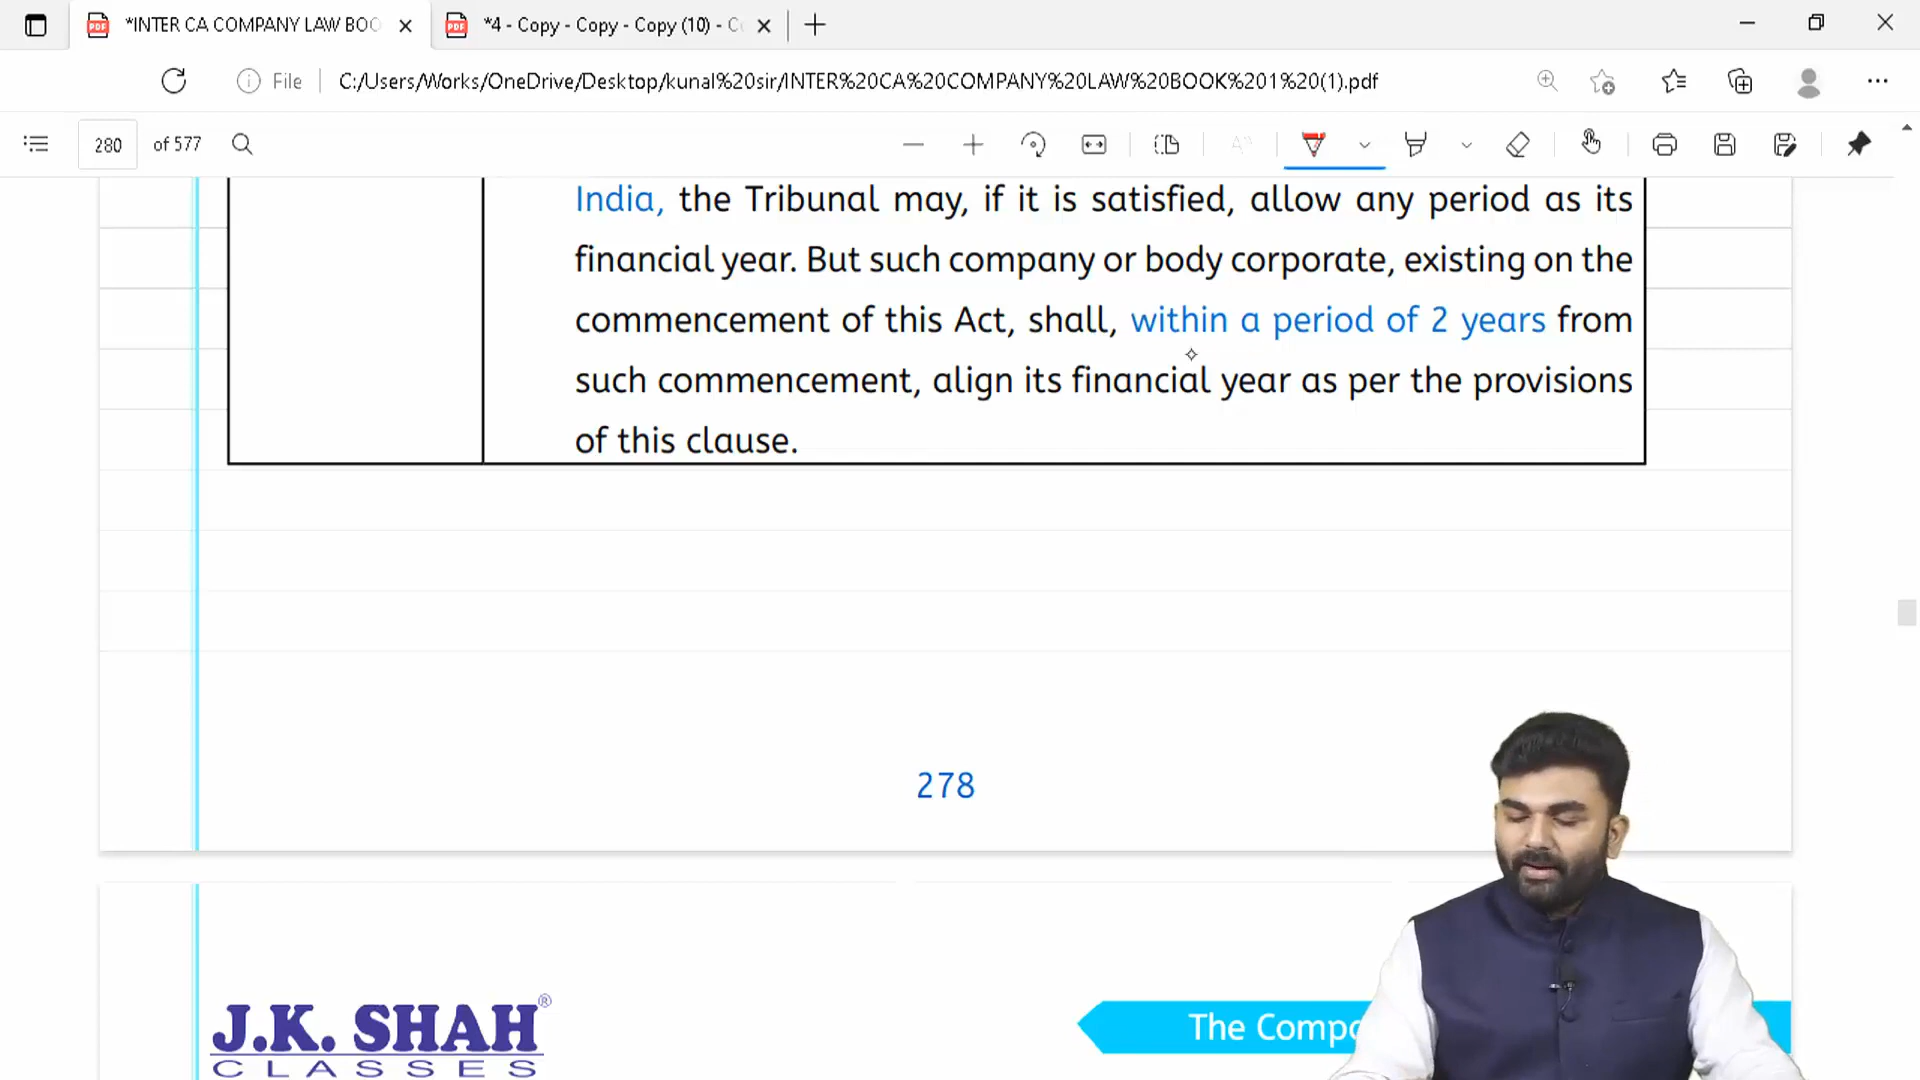 *INTER CA COMPANY LAW BOO
*4 - Copy - Copy - Copy (10) - C
File
C:/Users/Works/OneDrive/Desktop/kunal%20sir/INTER%20CA%20COMPANY%20LAW%20BOOK%201%20(1).pdf
280 of 577
India, the Tribunal may, if it is satisfied, allow any period as its
financial year. But such company or body corporate, existing on the
commencement of this Act, shall, within a period of 2 years from
such commencement, align its financial year as per the provisions
of this clause.
278
J.K. SHAH®
CLASSES
The Compa